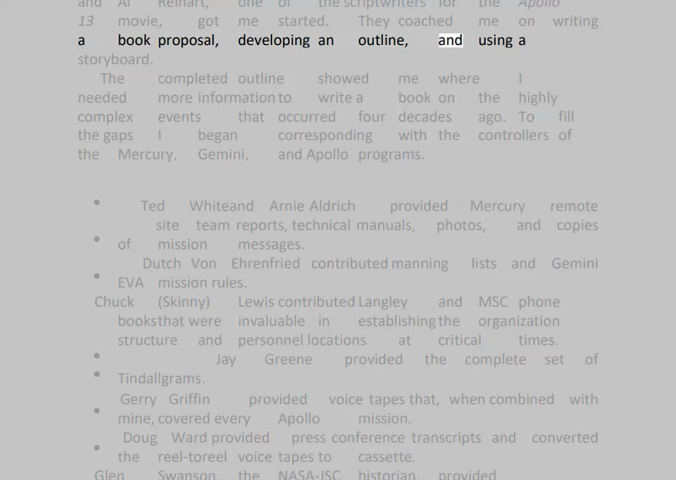 and Al Reinart, one of the scriptwriters for the Apollo
13 movie, got me started. They coached me on writing
a book proposal, developing an outline, and using a
storyboard.
The completed outline showed me where I
needed more information to write a book on the highly
complex events that occurred four decades ago. To fill
the gaps I began corresponding with the controllers of
the Mercury, Gemini, and Apollo programs.
• Ted Whiteand Arnie Aldrich provided Mercury remote
site team reports, technical manuals, photos, and copies
• of mission messages.
Dutch Von Ehrenfried contributed manning lists and Gemini
• EVA mission rules.
Chuck (Skinny) Lewis contributed Langley and MSC phone
booksthat were invaluable in establishing the organization
structure and personnel locations at critical times.
• Jay Greene provided the complete set of
• Tindallgrams.
Gerry Griffin provided voice tapes that, when combined with
• mine, covered every Apollo mission.
Doug Ward provided press conference transcripts and converted
• the reel-toreel voice tapes to cassette.
Glen Swanson, the NASA-JSC historian, provided